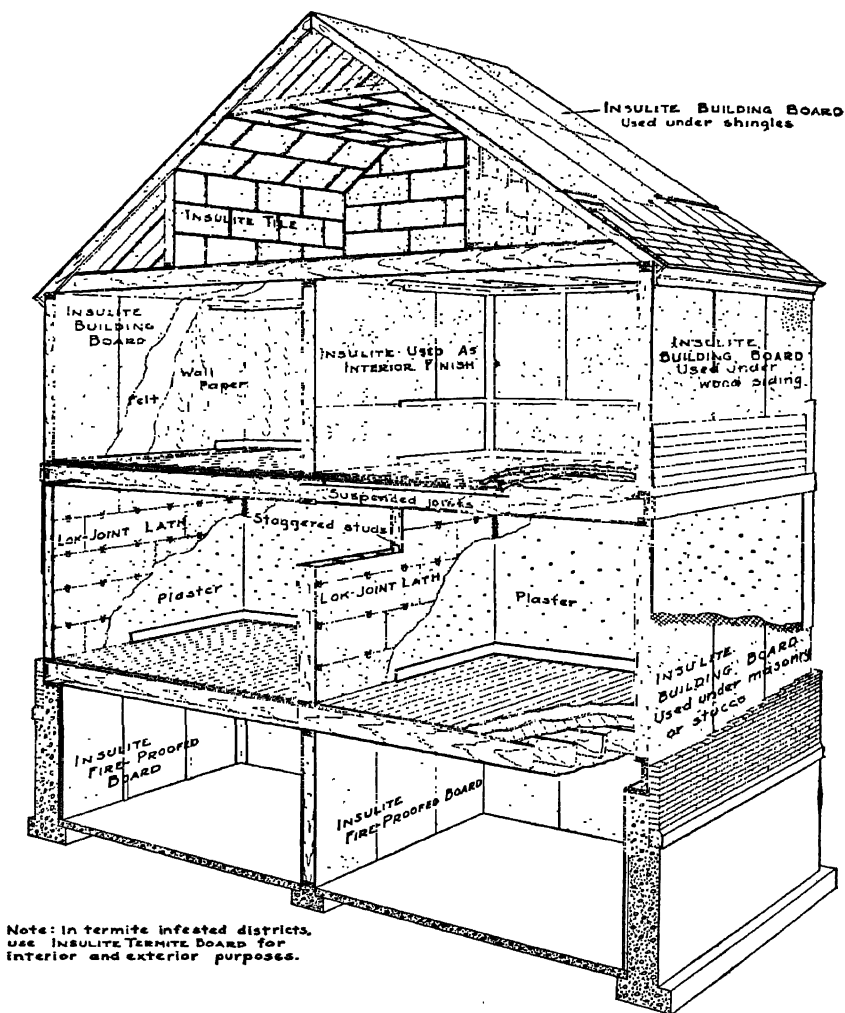 INSULITE BUILDING BOARD
Used under shingles
INSULITE TILE
INSULITE
BUILDING
BOARD
Wall
Paper
Felt
INSULITE USED AS
INTERIOR FINISH
INSULITE
BUILDING BOARD
Used under
wood siding
Suspended joists
LOK-JOINT LATH
Staggered studs
Plaster
LOK-JOINT LATH
Plaster
INSULITE
BUILDING BOARD
Used under masonry
or stucco
INSULITE
FIRE-PROOFED
BOARD
INSULITE
FIRE-PROOFED BOARD
Note: In termite infested districts,
use INSULITE TERMITE BOARD for
interior and exterior purposes.